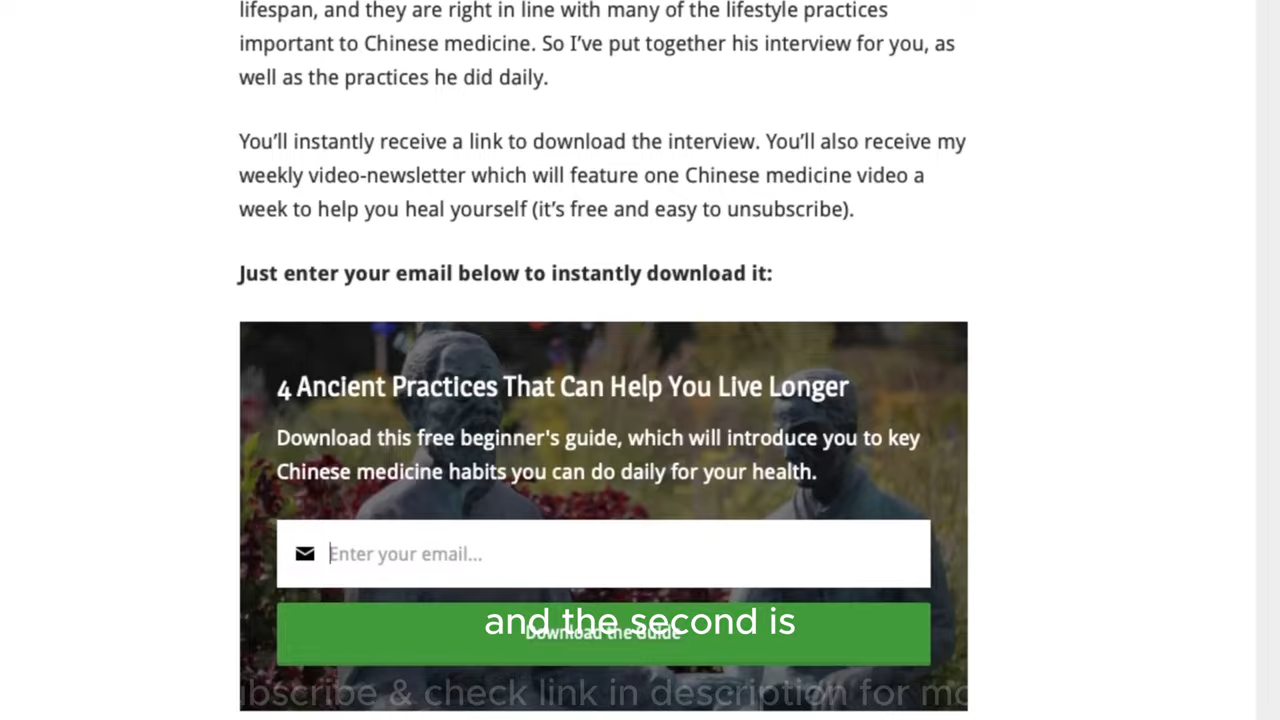 lifespan, and they are right in line with many of the lifestyle practices
important to Chinese medicine. So I’ve put together his interview for you, as
well as the practices he did daily.
You’ll instantly receive a link to download the interview. You’ll also receive my
weekly video-newsletter which will feature one Chinese medicine video a
week to help you heal yourself (it’s free and easy to unsubscribe).
Just enter your email below to instantly download it:
4 Ancient Practices That Can Help You Live Longer
Download this free beginner's guide, which will introduce you to key
Chinese medicine habits you can do daily for your health.
Enter your email...
and the second is
Download the Guide
ubscribe & check link in description for mo